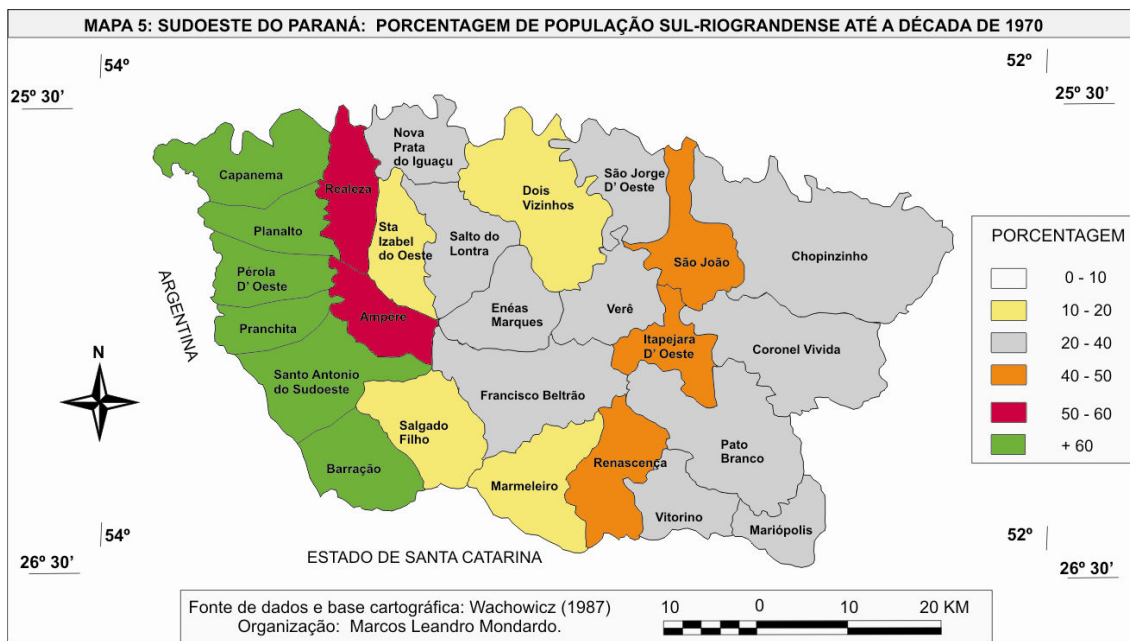 MAPA 5: SUDOESTE DO PARANÁ: PORCENTAGEM DE POPULAÇÃO SUL-RIOGRANDENSE ATÉ A DÉCADA DE 1970
54º
52º
25º 30’
25º 30’
Nova
Prata
do Iguaçu
Capanema
Realeza
Dois
Vizinhos
São Jorge
D’ Oeste
Planalto
Sta
Izabel
do Oeste
Salto do
Lontra
São João
Chopinzinho
Pérola
D’ Oeste
ARGENTINA
Pranchita
Ampere
Enéas
Marques
Verê
Itapejara
D’ Oeste
Coronel Vivida
Santo Antonio
do Sudoeste
Francisco Beltrão
Salgado
Filho
Pato
Branco
Barração
Marmeleiro
Renascença
Vitorino
Mariópolis
N
PORCENTAGEM
0 - 10
10 - 20
20 - 40
40 - 50
50 - 60
+ 60
54º
52º
26º 30’
26º 30’
ESTADO DE SANTA CATARINA
Fonte de dados e base cartográfica: Wachowicz (1987)
Organização: Marcos Leandro Mondardo.
10 0 10 20 KM